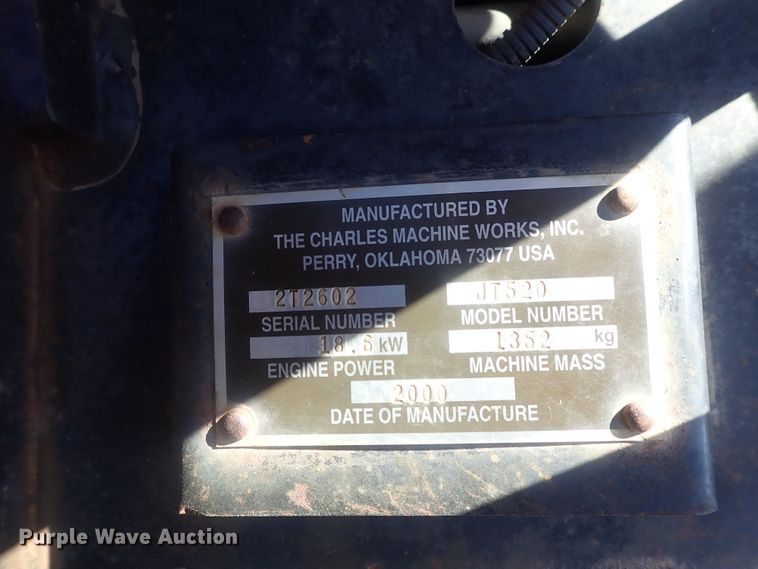 MANUFACTURED BY
THE CHARLES MACHINE WORKS, INC.
PERRY, OKLAHOMA 73077 USA
2T2602 JT520
SERIAL NUMBER MODEL NUMBER
18.6 kW 1352 kg
ENGINE POWER MACHINE MASS
2000
DATE OF MANUFACTURE
Purple Wave Auction